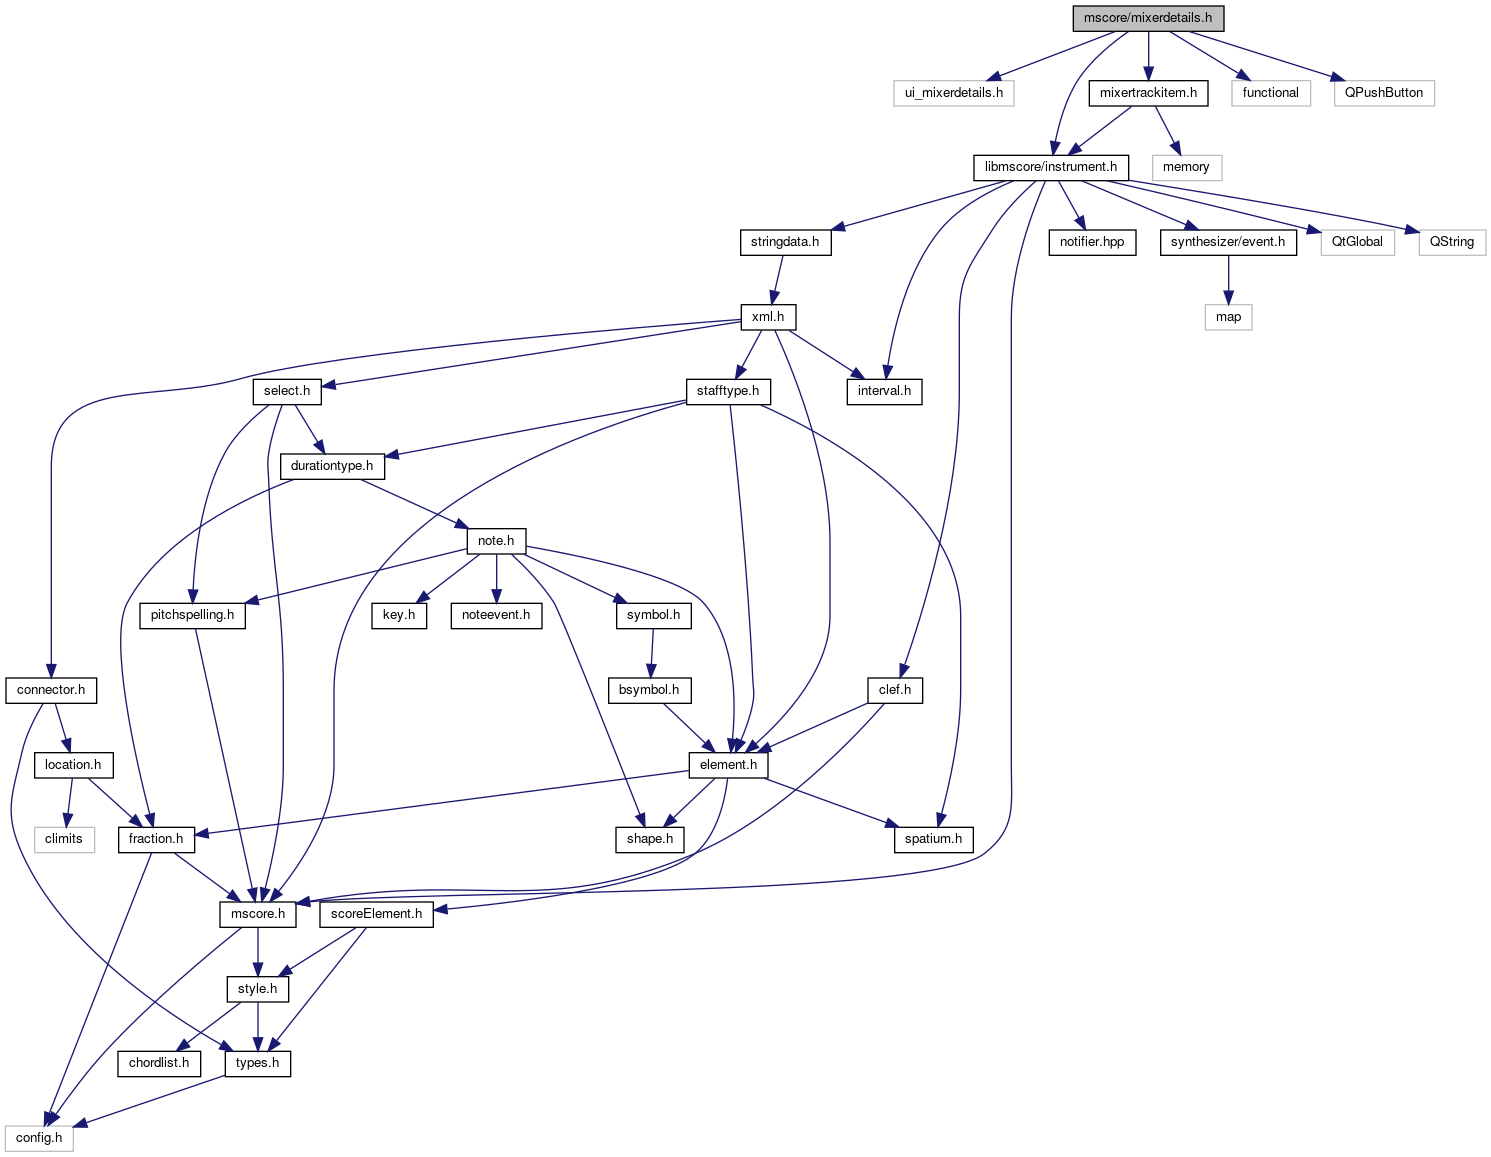 mscore/mixerdetails.h
ui_mixerdetails.h
mixertrackitem.h
functional
QPushButton
libmscore/instrument.h
memory
stringdata.h
notifier.hpp
synthesizer/event.h
QtGlobal
QString
xml.h
map
select.h
stafftype.h
interval.h
durationtype.h
note.h
pitchspelling.h
key.h
noteevent.h
symbol.h
connector.h
bsymbol.h
clef.h
location.h
element.h
climits
fraction.h
shape.h
spatium.h
mscore.h
scoreElement.h
style.h
chordlist.h
types.h
config.h